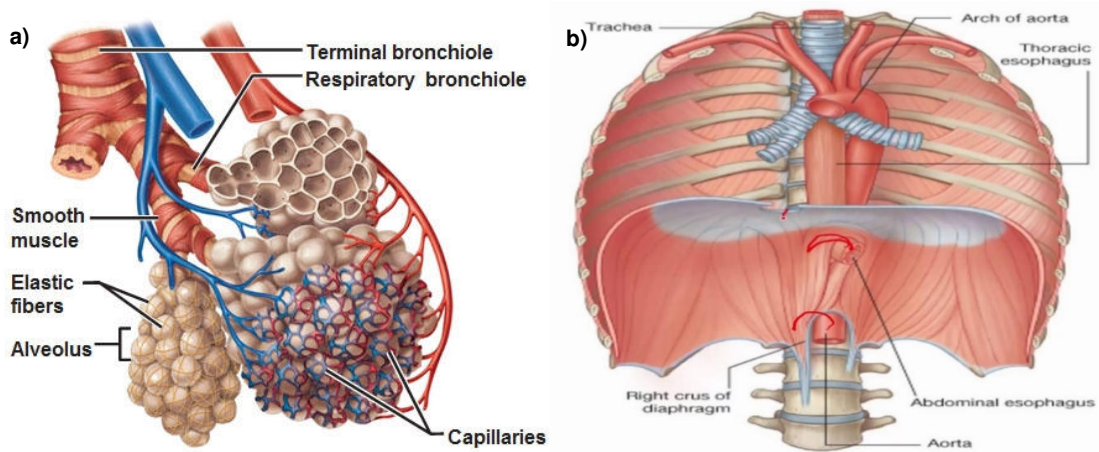 a)
Terminal bronchiole
Respiratory bronchiole
Smooth
muscle
Elastic
fibers
Alveolus
Capillaries
b)
Trachea
Arch of aorta
Thoracic
esophagus
Right crus of
diaphragm
Abdominal esophagus
Aorta